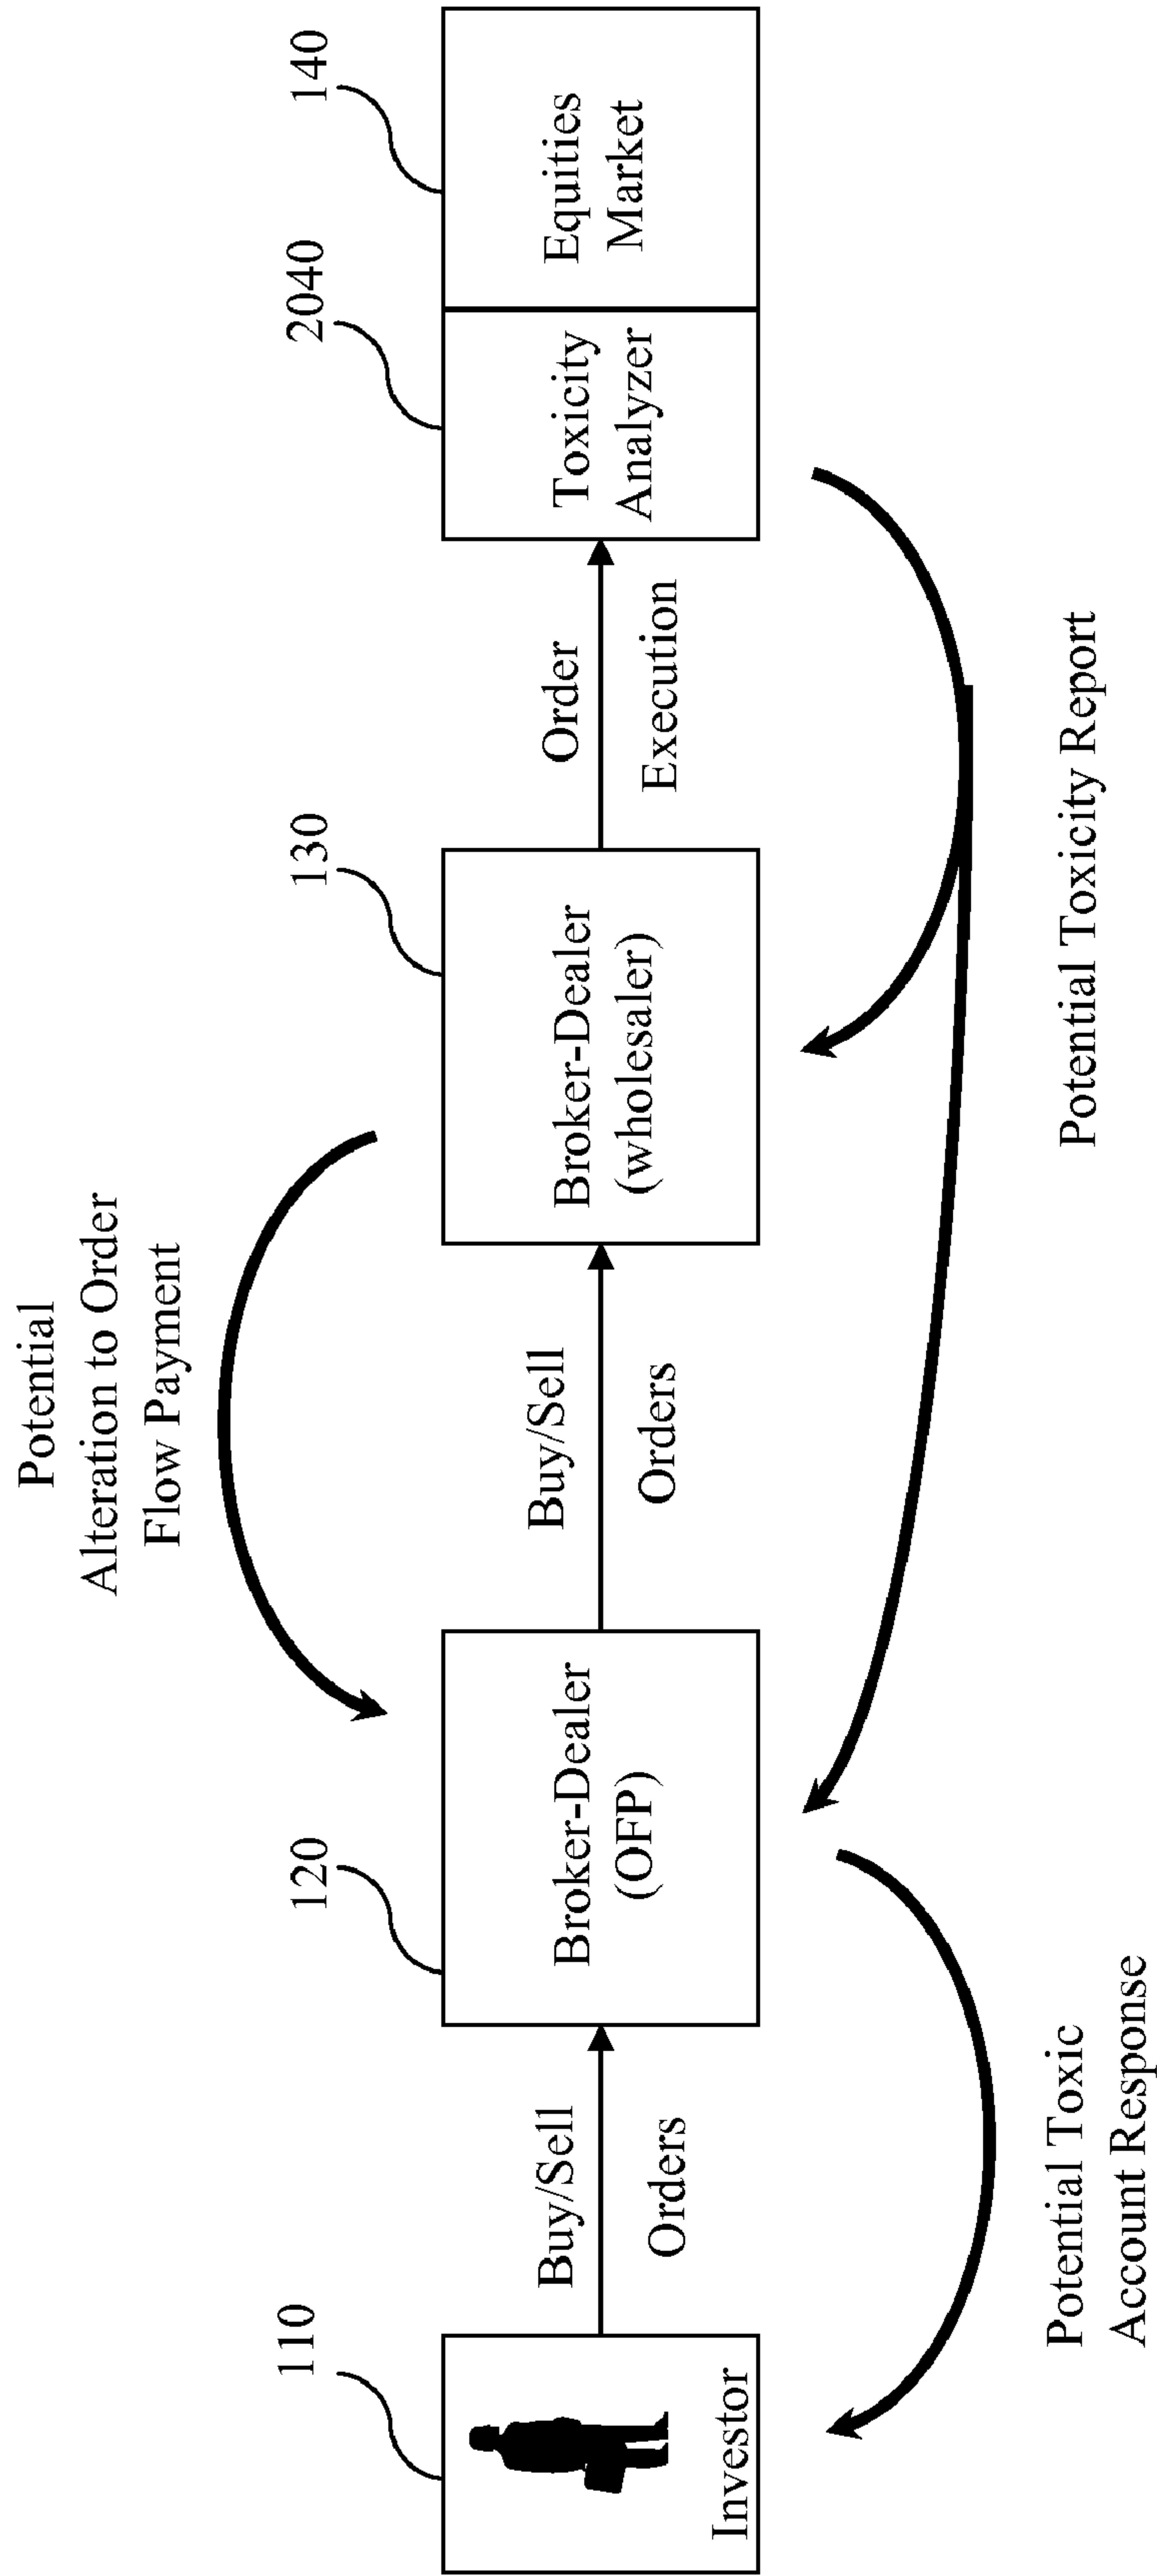 Potential
Alteration to Order
Flow Payment
110
120
130
2040
140
Investor
Buy/Sell
Orders
Broker-Dealer
(OFP)
Buy/Sell
Orders
Broker-Dealer
(wholesaler)
Order
Execution
Toxicity
Analyzer
Equities
Market
Potential Toxic
Account Response
Potential Toxicity Report